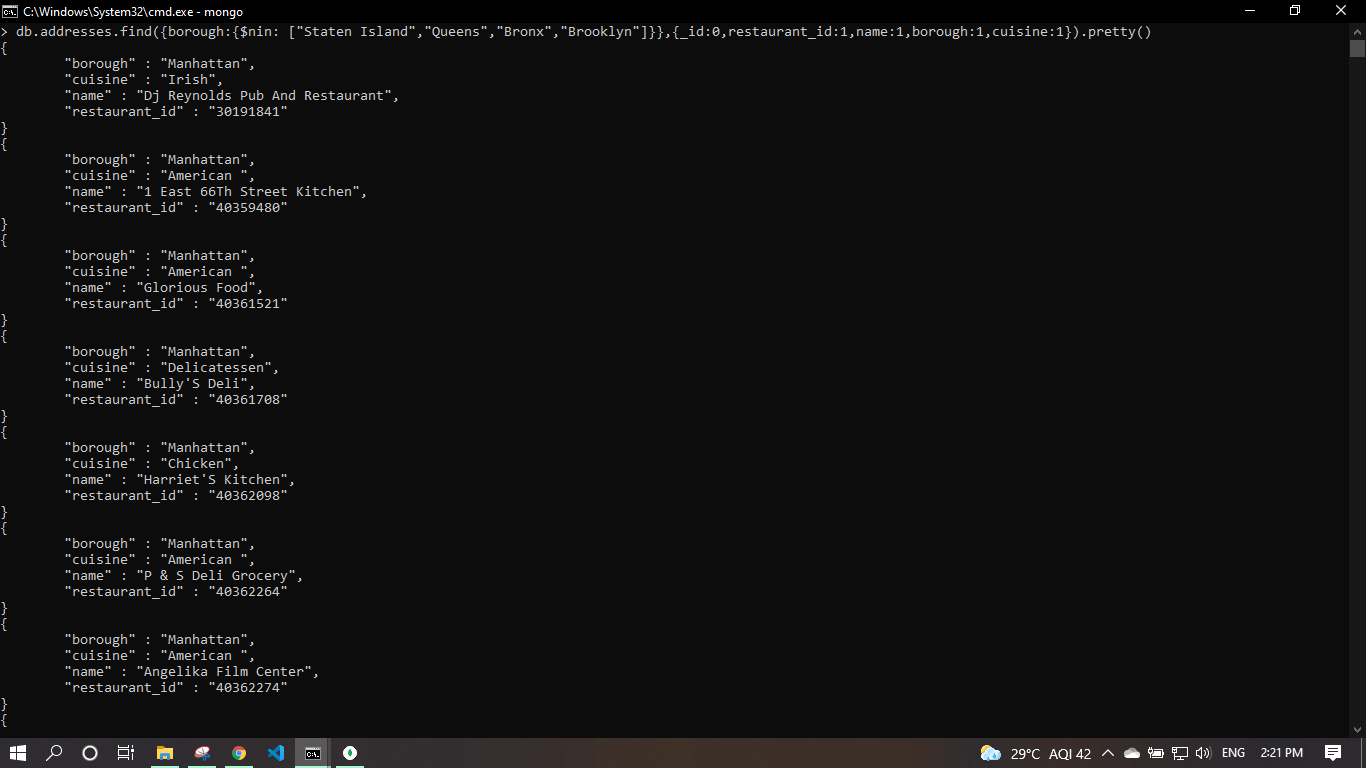 C:\Windows\System32\cmd.exe - mongo
> db.addresses.find({borough:{$nin: ["Staten Island","Queens","Bronx","Brooklyn"]}},{_id:0,restaurant_id:1,name:1,borough:1,cuisine:1}).pretty()
{
"borough" : "Manhattan",
"cuisine" : "Irish",
"name" : "Dj Reynolds Pub And Restaurant",
"restaurant_id" : "30191841"
}
{
"borough" : "Manhattan",
"cuisine" : "American ",
"name" : "1 East 66Th Street Kitchen",
"restaurant_id" : "40359480"
}
{
"borough" : "Manhattan",
"cuisine" : "American ",
"name" : "Glorious Food",
"restaurant_id" : "40361521"
}
{
"borough" : "Manhattan",
"cuisine" : "Delicatessen",
"name" : "Bully'S Deli",
"restaurant_id" : "40361708"
}
{
"borough" : "Manhattan",
"cuisine" : "Chicken",
"name" : "Harriet'S Kitchen",
"restaurant_id" : "40362098"
}
{
"borough" : "Manhattan",
"cuisine" : "American ",
"name" : "P & S Deli Grocery",
"restaurant_id" : "40362264"
}
{
"borough" : "Manhattan",
"cuisine" : "American ",
"name" : "Angelika Film Center",
"restaurant_id" : "40362274"
}
{
29°C AQI 42 ENG 2:21 PM